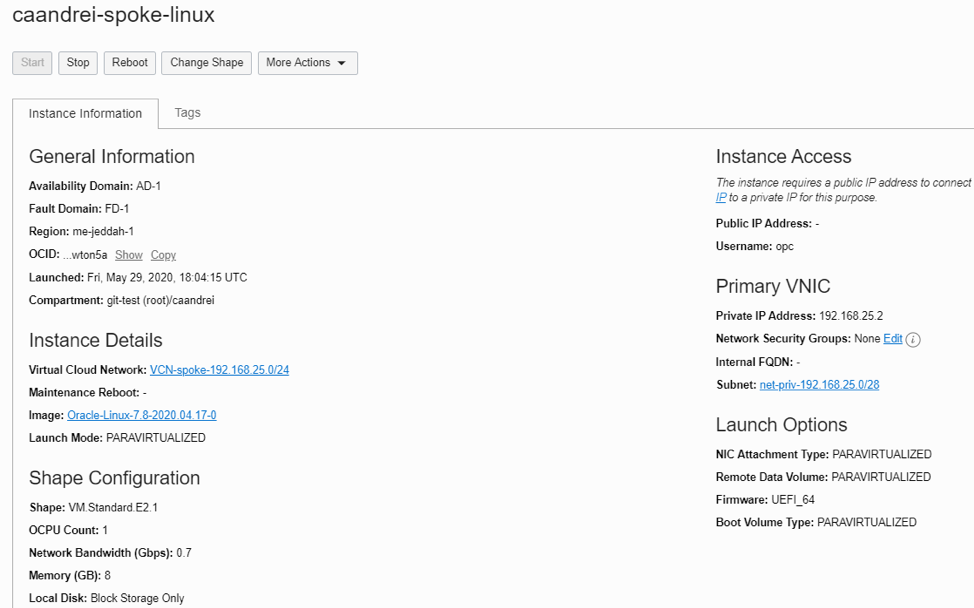 caandrei-spoke-linux
Start
Stop
Reboot
Change Shape
More Actions
Instance Information
Tags
General Information
Availability Domain: AD-1
Fault Domain: FD-1
Region: me-jeddah-1
OCID: ...wton5a Show Copy
Launched: Fri, May 29, 2020, 18:04:15 UTC
Compartment: git-test (root)/caandrei
Instance Details
Virtual Cloud Network: VCN-spoke-192.168.25.0/24
Maintenance Reboot: -
Image: Oracle-Linux-7.8-2020.04.17-0
Launch Mode: PARAVIRTUALIZED
Shape Configuration
Shape: VM.Standard.E2.1
OCPU Count: 1
Network Bandwidth (Gbps): 0.7
Memory (GB): 8
Local Disk: Block Storage Only
Instance Access
The instance requires a public IP address to connect
IP to a private IP for this purpose.
Public IP Address: -
Username: opc
Primary VNIC
Private IP Address: 192.168.25.2
Network Security Groups: None Edit i
Internal FQDN: -
Subnet: net-priv-192.168.25.0/28
Launch Options
NIC Attachment Type: PARAVIRTUALIZED
Remote Data Volume: PARAVIRTUALIZED
Firmware: UEFI_64
Boot Volume Type: PARAVIRTUALIZED